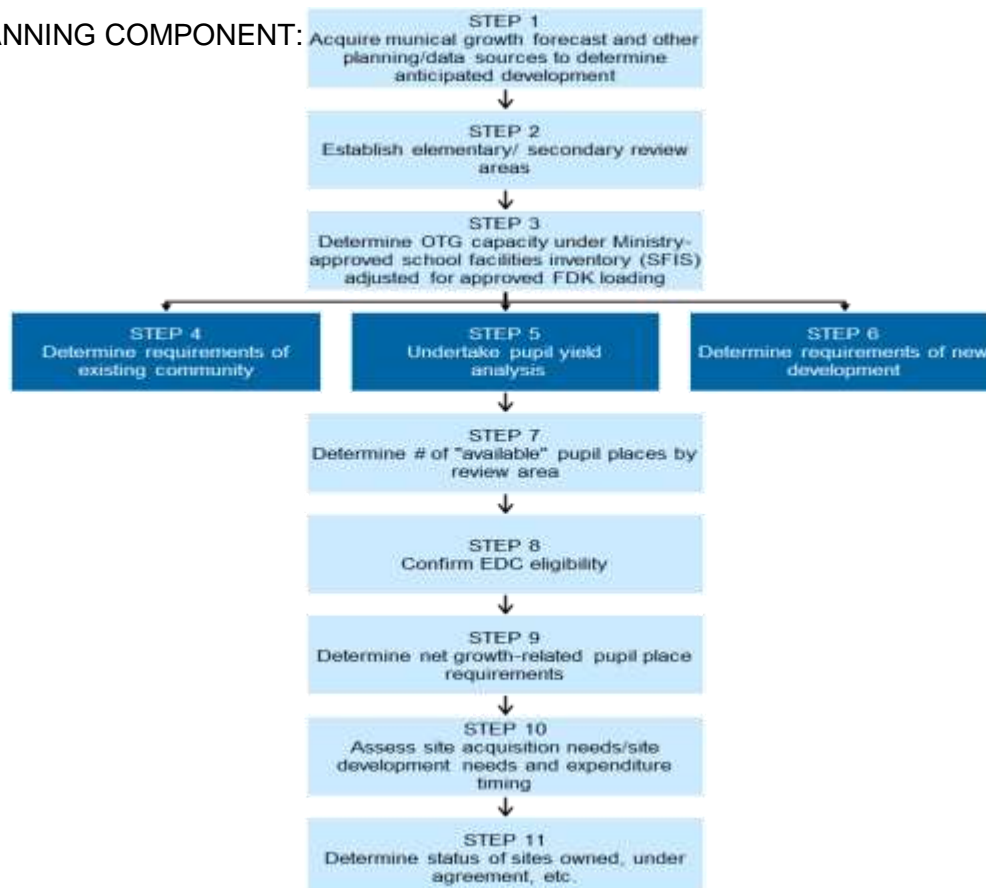 ANNING COMPONENT:
STEP 1
Acquire munical growth forecast and other
planning/data sources to determine
anticipated development
STEP 2
Establish elementary/ secondary review
areas
STEP 3
Determine OTG capacity under Ministry-
approved school facilities inventory (SFIS)
adjusted for approved FDK loading
STEP 4
Determine requirements of
existing community
STEP 5
Undertake pupil yield
analysis
STEP 6
Determine requirements of new
development
STEP 7
Determine # of "available" pupil places by
review area
STEP 8
Confirm EDC eligibility
STEP 9
Determine net growth-related pupil place
requirements
STEP 10
Assess site acquisition needs/site
development needs and expenditure
timing
STEP 11
Determine status of sites owned, under
agreement, etc.